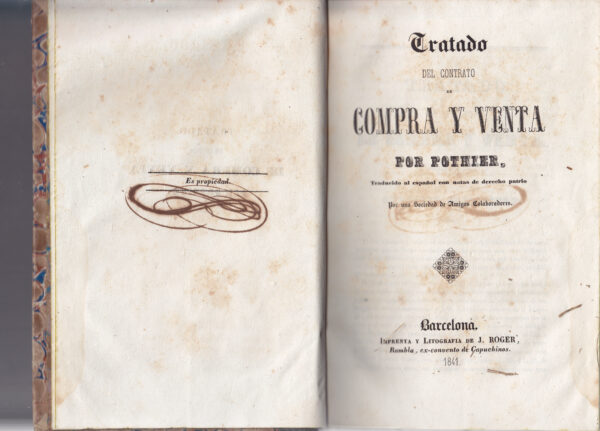 Es propiedad.
Tratado
DEL CONTRATO
DE
COMPRA Y VENTA
POR POTHIER,
Traducido al español con notas de derecho patrio
Por una Sociedad de Amigos Colaboradores.
Barcelona.
IMPRENTA Y LITOGRAFIA DE J. ROGER,
Rambla, ex-convento de Capuchinos.
1841.